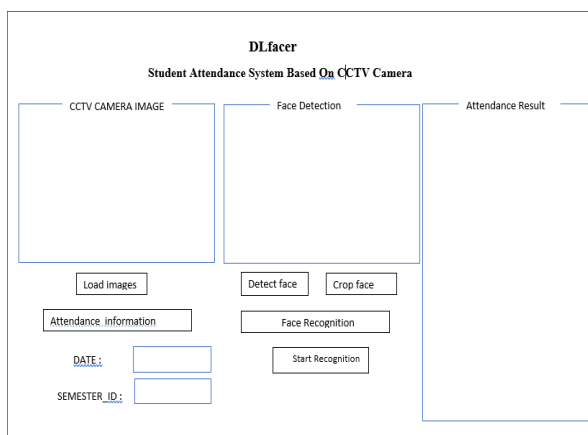 DLfacer
Student Attendance System Based On CCTV Camera
CCTV CAMERA IMAGE
Face Detection
Attendance Result
Load images
Detect face
Crop face
Attendance information
Face Recognition
DATE :
Start Recognition
SEMESTER_ID :